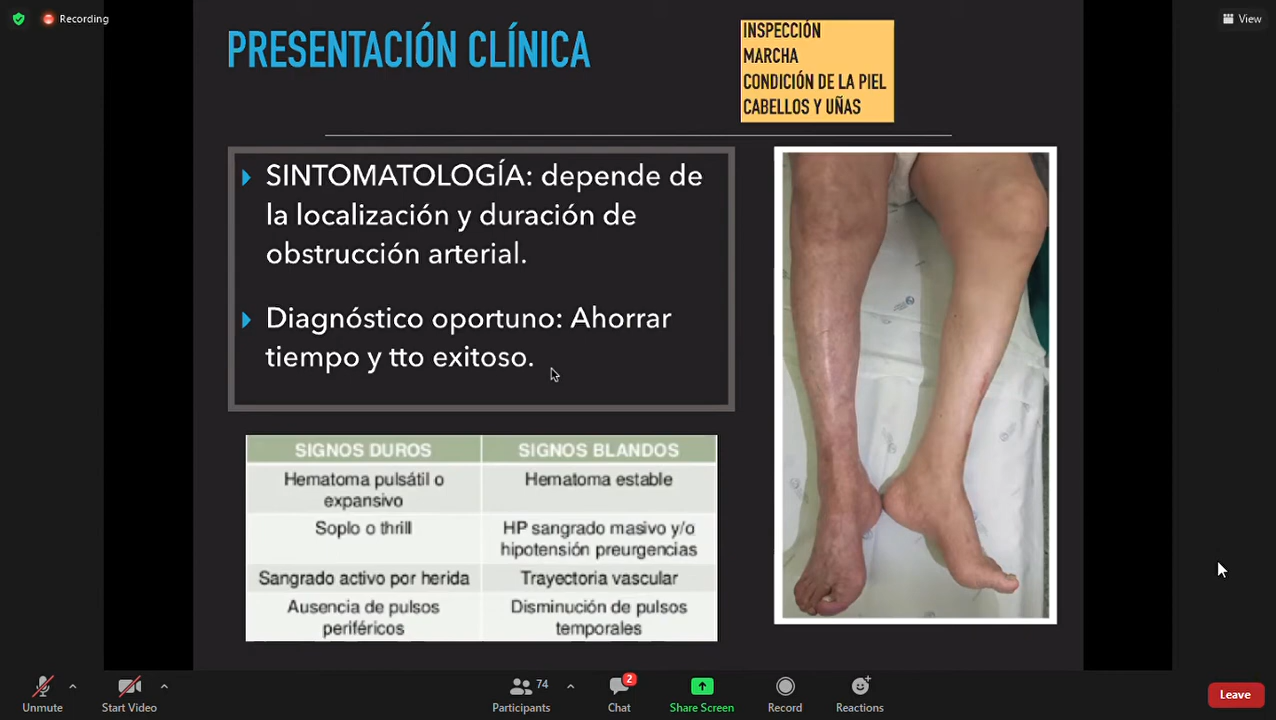 Recording
View
PRESENTACIÓN CLÍNICA
INSPECCIÓN
MARCHA
CONDICIÓN DE LA PIEL
CABELLOS Y UÑAS
SINTOMATOLOGÍA: depende de
la localización y duración de
obstrucción arterial.
Diagnóstico oportuno: Ahorrar
tiempo y tto exitoso.
SIGNOS DUROS SIGNOS BLANDOS
Hematoma pulsátil o
expansivo
Hematoma estable
Soplo o thrill
HP sangrado masivo y/o
hipotensión preurgencias
Sangrado activo por herida
Trayectoria vascular
Ausencia de pulsos
periféricos
Disminución de pulsos
temporales
Unmute
Start Video
74
Participants
2
Chat
Share Screen
Record
Reactions
Leave